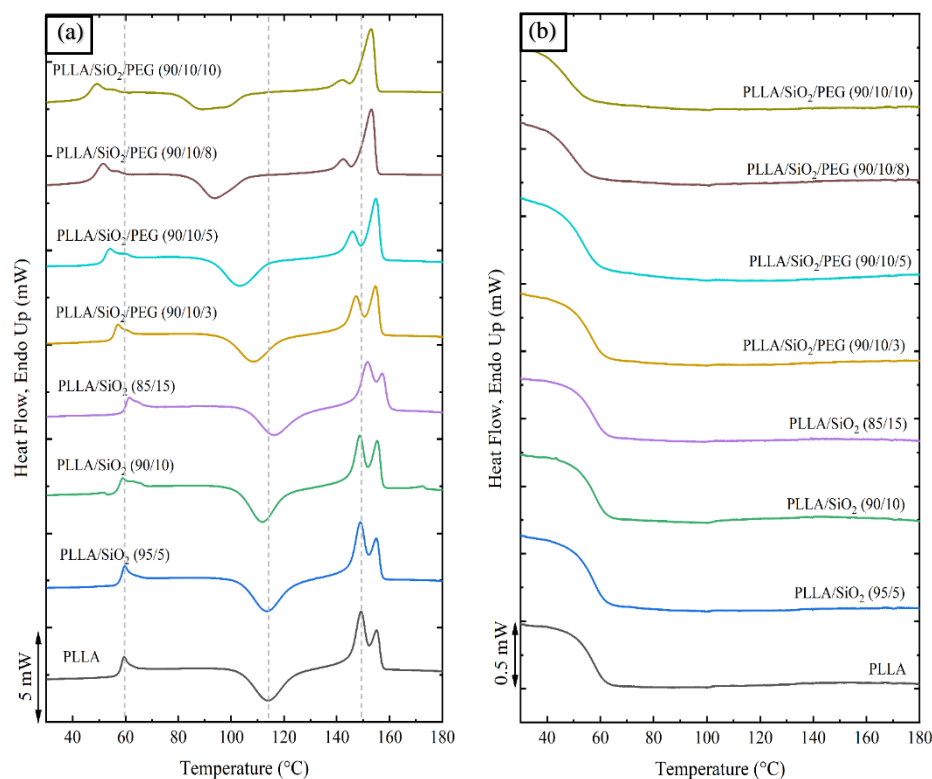 (a)
PLLA/SiO₂/PEG (90/10/10)
PLLA/SiO₂/PEG (90/10/8)
PLLA/SiO₂/PEG (90/10/5)
PLLA/SiO₂/PEG (90/10/3)
PLLA/SiO₂ (85/15)
PLLA/SiO₂ (90/10)
PLLA/SiO₂ (95/5)
PLLA
Heat Flow, Endo Up (mW)
5 mW
40 60 80 100 120 140 160 180
Temperature (°C)
(b)
PLLA/SiO₂/PEG (90/10/10)
PLLA/SiO₂/PEG (90/10/8)
PLLA/SiO₂/PEG (90/10/5)
PLLA/SiO₂/PEG (90/10/3)
PLLA/SiO₂ (85/15)
PLLA/SiO₂ (90/10)
PLLA/SiO₂ (95/5)
PLLA
Heat Flow, Endo Up (mW)
0.5 mW
40 60 80 100 120 140 160 180
Temperature (°C)